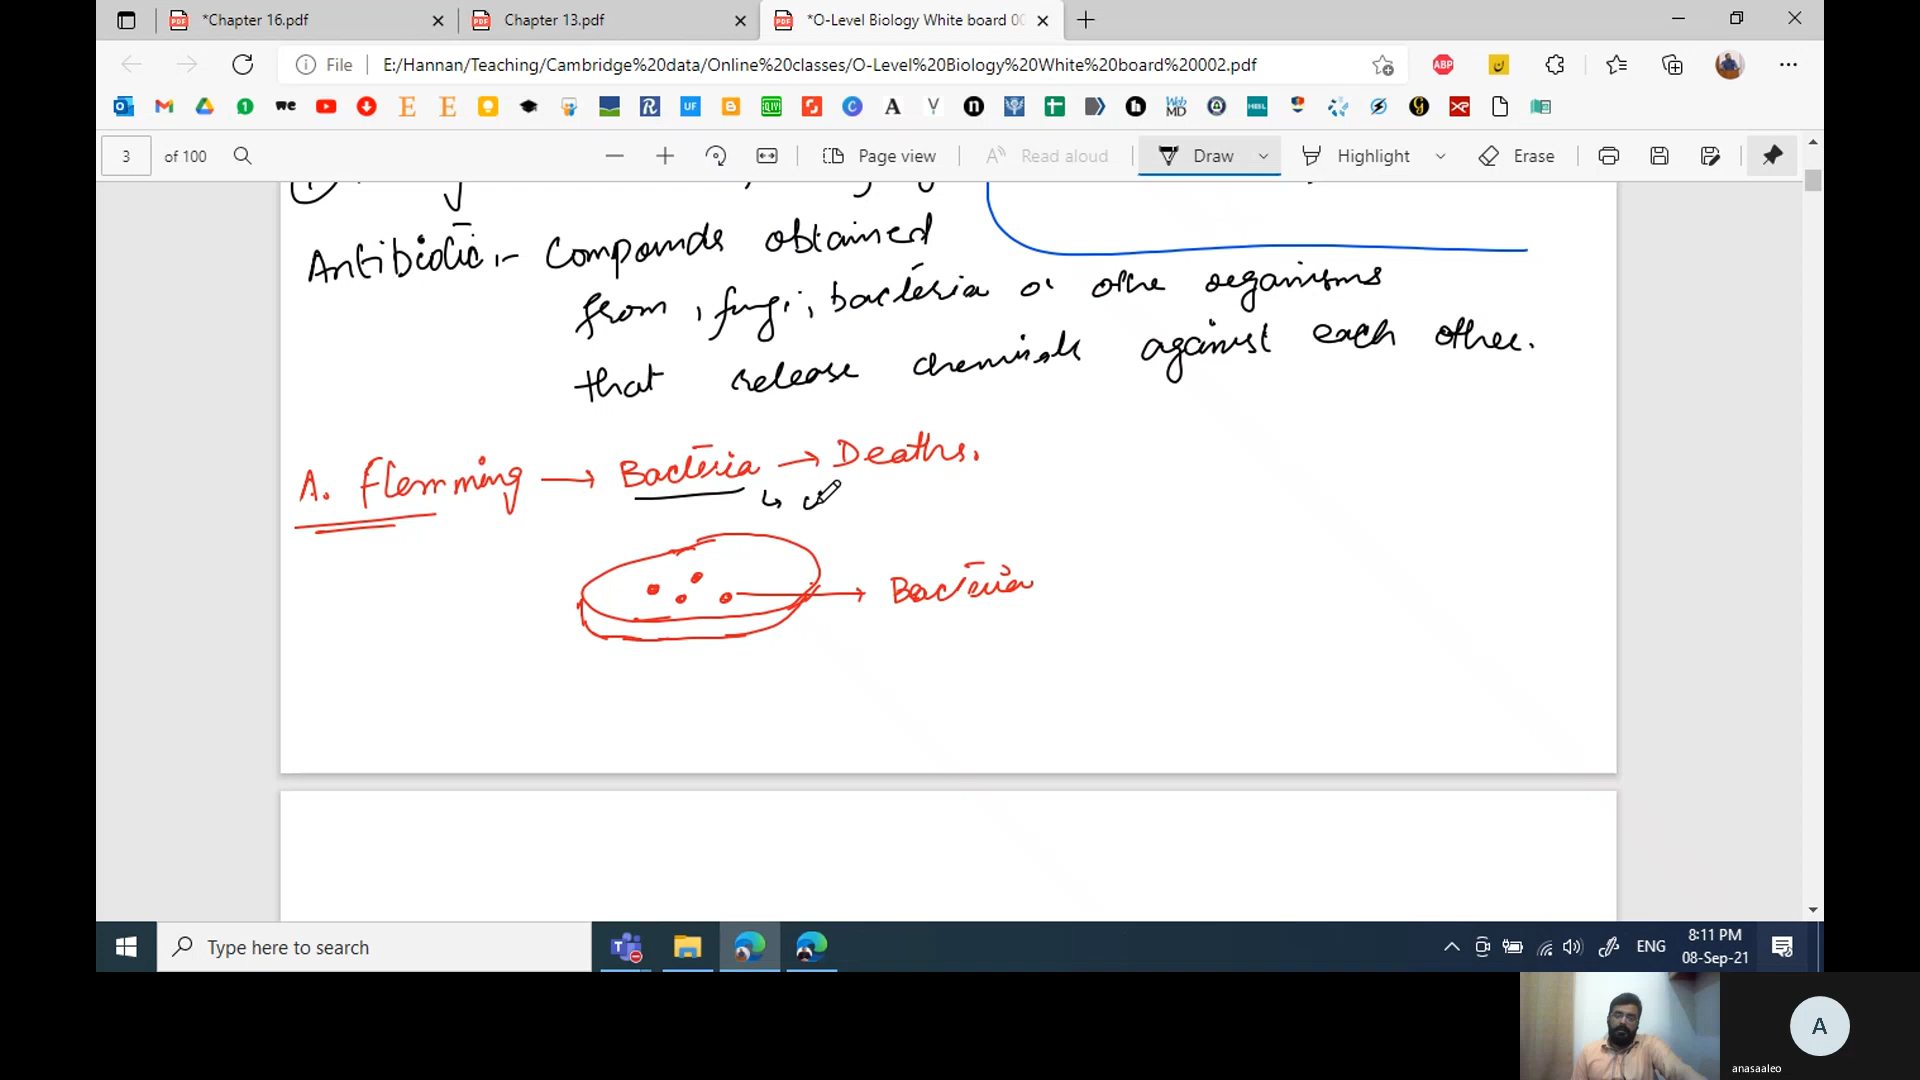 *Chapter 16.pdf
Chapter 13.pdf
*O-Level Biology White board 00
File
E:/Hannan/Teaching/Cambridge%20data/Online%20classes/O-Level%20Biology%20White%20board%20002.pdf
3 of 100
Page view
Read aloud
Draw
Highlight
Erase
Antibiotic :- Compounds obtained
from , fungi, bacteria or other organisms
that release chemicals against each other.
A. Flemming → Bacteria → Deaths.
Bacteria
Type here to search
ENG
8:11 PM
08-Sep-21
A
anasaaleo